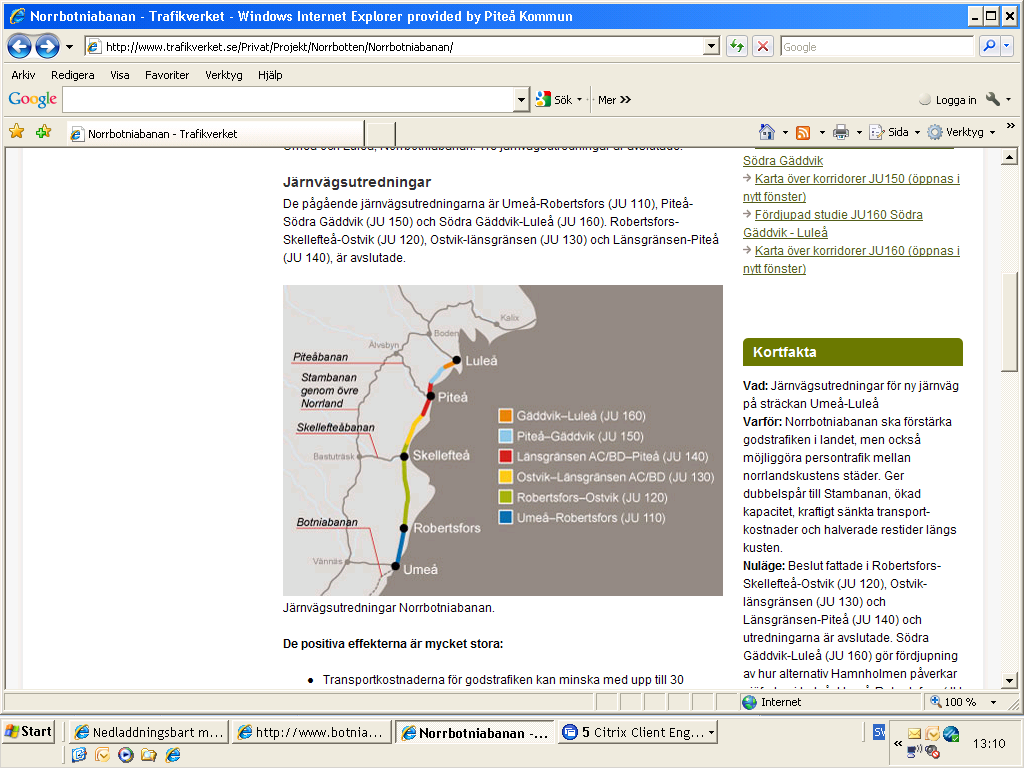 Norrbotniabanan - Trafikverket - Windows Internet Explorer provided by Piteå Kommun
http://www.trafikverket.se/Privat/Projekt/Norrbotten/Norrbotniabanan/
Google
Arkiv Redigera Visa Favoriter Verktyg Hjälp
Google Sök Mer >> Logga in
Norrbotniabanan - Trafikverket
Sida Verktyg >>
Umeå och Luleå, Norrbotniabanan. Tre järnvägsutredningar är avslutade.
Järnvägsutredningar
De pågående järnvägsutredningarna är Umeå-Robertsfors (JU 110), Piteå-
Södra Gäddvik (JU 150) och Södra Gäddvik-Luleå (JU 160). Robertsfors-
Skellefteå-Ostvik (JU 120), Ostvik-länsgränsen (JU 130) och Länsgränsen-Piteå
(JU 140), är avslutade.
Kalix
Boden
Älvsbyn
Piteåbanan
Luleå
Stambanan
genom övre
Norrland
Piteå
Skellefteåbanan
Bastuträsk
Skellefteå
Botniabanan
Robertsfors
Vännäs
Umeå
Gäddvik–Luleå (JU 160)
Piteå–Gäddvik (JU 150)
Länsgränsen AC/BD–Piteå (JU 140)
Ostvik–Länsgränsen AC/BD (JU 130)
Robertsfors–Ostvik (JU 120)
Umeå–Robertsfors (JU 110)
Järnvägsutredningar Norrbotniabanan.
De positiva effekterna är mycket stora:
• Transportkostnaderna för godstrafiken kan minska med upp till 30
Södra Gäddvik
Karta över korridorer JU150 (öppnas i
nytt fönster)
Fördjupad studie JU160 Södra
Gäddvik - Luleå
Karta över korridorer JU160 (öppnas i
nytt fönster)
Kortfakta
Vad: Järnvägsutredningar för ny järnväg
på sträckan Umeå-Luleå
Varför: Norrbotniabanan ska förstärka
godstrafiken i landet, men också
möjliggöra persontrafik mellan
norrlandskustens städer. Ger
dubbelspår till Stambanan, ökad
kapacitet, kraftigt sänkta transport-
kostnader och halverade restider längs
kusten.
Nuläge: Beslut fattade i Robertsfors-
Skellefteå-Ostvik (JU 120), Ostvik-
länsgränsen (JU 130) och
Länsgränsen-Piteå (JU 140) och
utredningarna är avslutade. Södra
Gäddvik-Luleå (JU 160) gör fördjupning
av hur alternativ Hamnholmen påverkar
Internet 100 %
Start Nedladdningsbart m... http://www.botnia... Norrbotniabanan -... 5 Citrix Client Eng... SV « 13:10